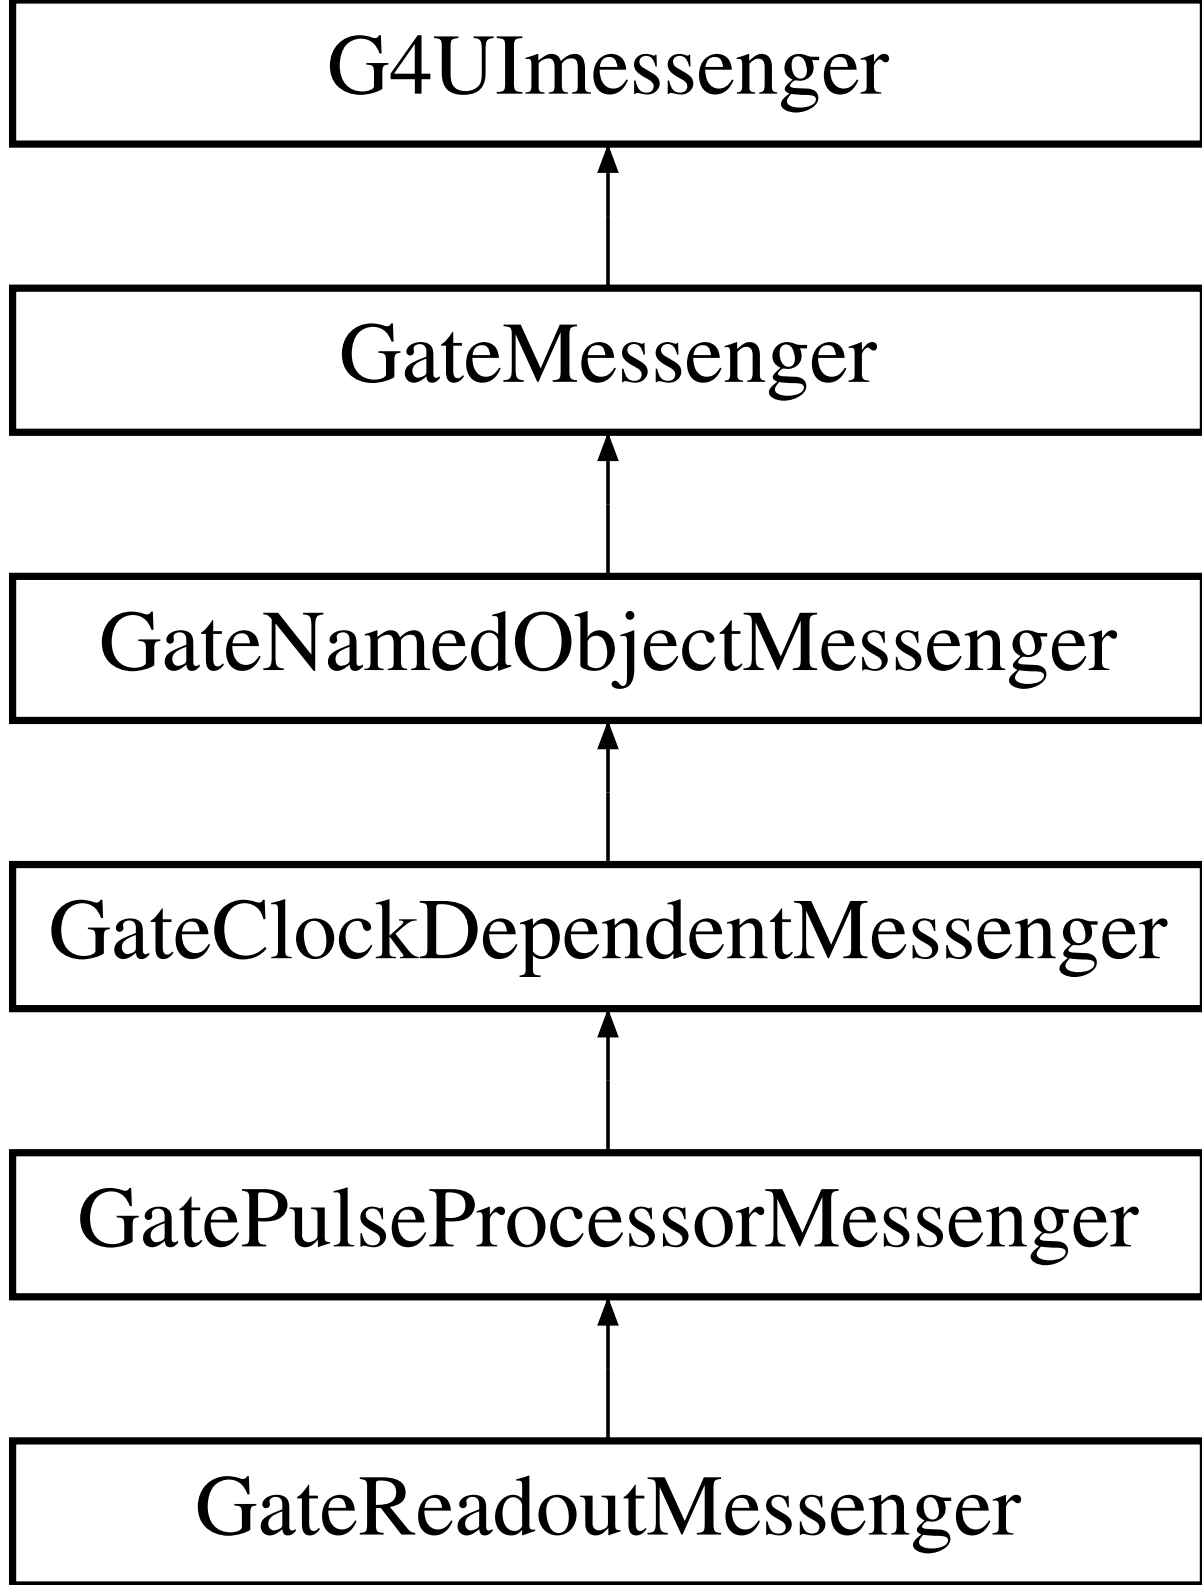 G4UImessenger
GateMessenger
GateNamedObjectMessenger
GateClockDependentMessenger
GatePulseProcessorMessenger
GateReadoutMessenger